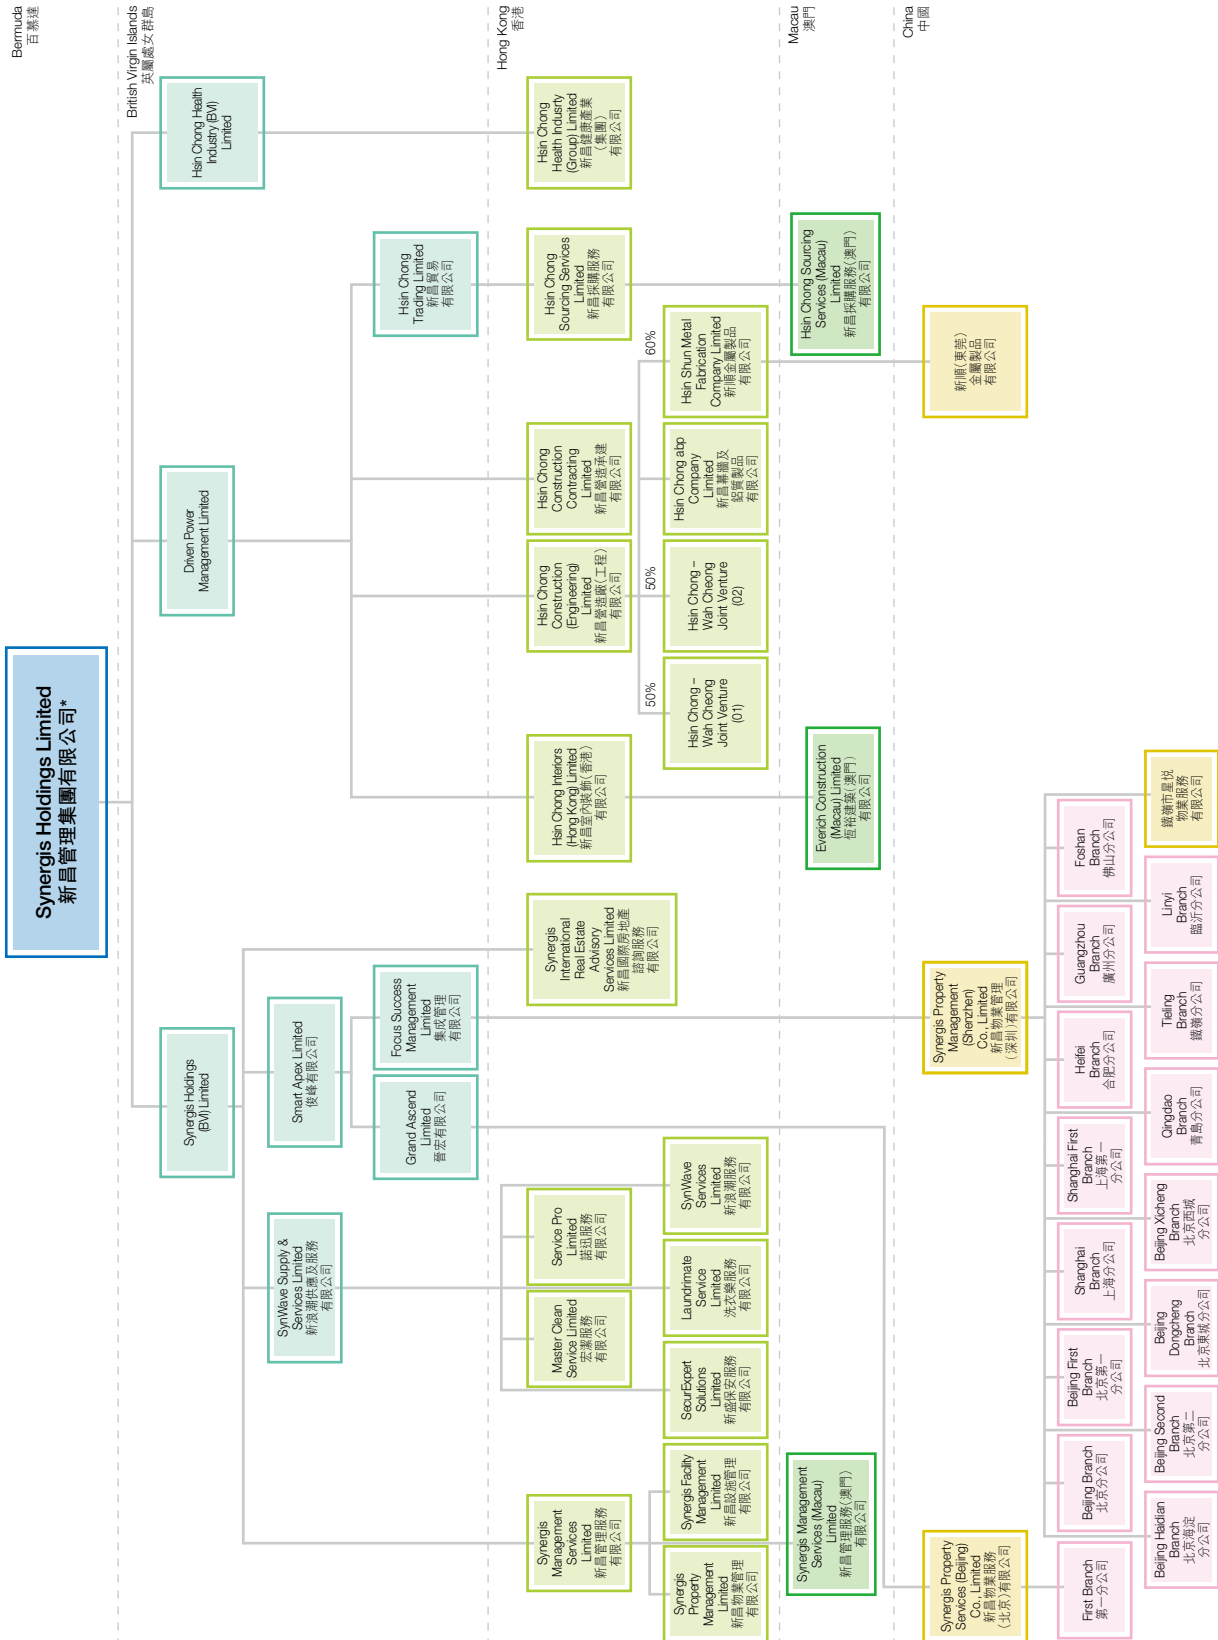 Bermuda
百慕達
Synergis Holdings Limited
新昌管理集團有限公司*
British Virgin Islands
英屬處女群島
Synergis Holdings
(BVI) Limited
Driven Power
Management Limited
Hsin Chong Health
Industry (BVI)
Limited
SynWave Supply &
Services Limited
新浪潮供應及服務
有限公司
Smart Apex Limited
俊峰有限公司
Grand Ascend
Limited
晉宏有限公司
Focus Success
Management
Limited
集成管理
有限公司
Hsin Chong
Trading Limited
新昌貿易
有限公司
Hong Kong
香港
Synergis
Management
Services
Limited
新昌管理服務
有限公司
Master Clean
Service Limited
宏潔服務
有限公司
Service Pro
Limited
諾迅服務
有限公司
Synergis
International
Real Estate
Advisory
Services Limited
新昌國際房地產
諮詢服務
有限公司
Hsin Chong Interiors
(Hong Kong) Limited
新昌室內裝飾(香港)
有限公司
Hsin Chong
Construction
(Engineering)
Limited
新昌營造廠(工程)
有限公司
Hsin Chong
Construction
Contracting
Limited
新昌營造承建
有限公司
Hsin Chong
Sourcing Services
Limited
新昌採購服務
有限公司
Hsin Chong
Health Indusrty
(Group) Limited
新昌健康產業
(集團)
有限公司
50%
50%
60%
Synergis
Property
Management
Limited
新昌物業管理
有限公司
Synergis Facility
Management
Limited
新昌設施管理
有限公司
SecurExpert
Solutions
Limited
新盛保安服務
有限公司
Laundrimate
Service
Limited
洗衣樂服務
有限公司
SynWave
Services
Limited
新浪潮服務
有限公司
Hsin Chong –
Wah Cheong
Joint Venture
(01)
Hsin Chong –
Wah Cheong
Joint Venture
(02)
Hsin Chong abp
Company
Limited
新昌幕牆及
鋁質製品
有限公司
Hsin Shun Metal
Fabrication
Company Limited
新順金屬製品
有限公司
Macau
澳門
Synergis Management
Services (Macau)
Limited
新昌管理服務(澳門)
有限公司
Everich Construction
(Macau) Limited
恆裕建築(澳門)
有限公司
Hsin Chong Sourcing
Services (Macau)
Limited
新昌採購服務(澳門)
有限公司
China
中國
Synergis Property
Services (Beijing)
Co., Limited
新昌物業服務
(北京)有限公司
Synergis Property
Management
(Shenzhen)
Co., Limited
新昌物業管理
(深圳)有限公司
新順(東莞)
金屬製品
有限公司
First Branch
第一分公司
Beijing Branch
北京分公司
Beijing First
Branch
北京第一
分公司
Shanghai
Branch
上海分公司
Shanghai First
Branch
上海第一
分公司
Heifei
Branch
合肥分公司
Guangzhou
Branch
廣州分公司
Foshan
Branch
佛山分公司
Beijing Haidian
Branch
北京海淀
分公司
Beijing Second
Branch
北京第二
分公司
Beijing
Dongcheng
Branch
北京東城分公司
Beijing Xicheng
Branch
北京西城
分公司
Qingdao
Branch
青島分公司
Tieling
Branch
鐵嶺分公司
Linyi
Branch
臨沂分公司
鐵嶺市星悦
物業服務
有限公司